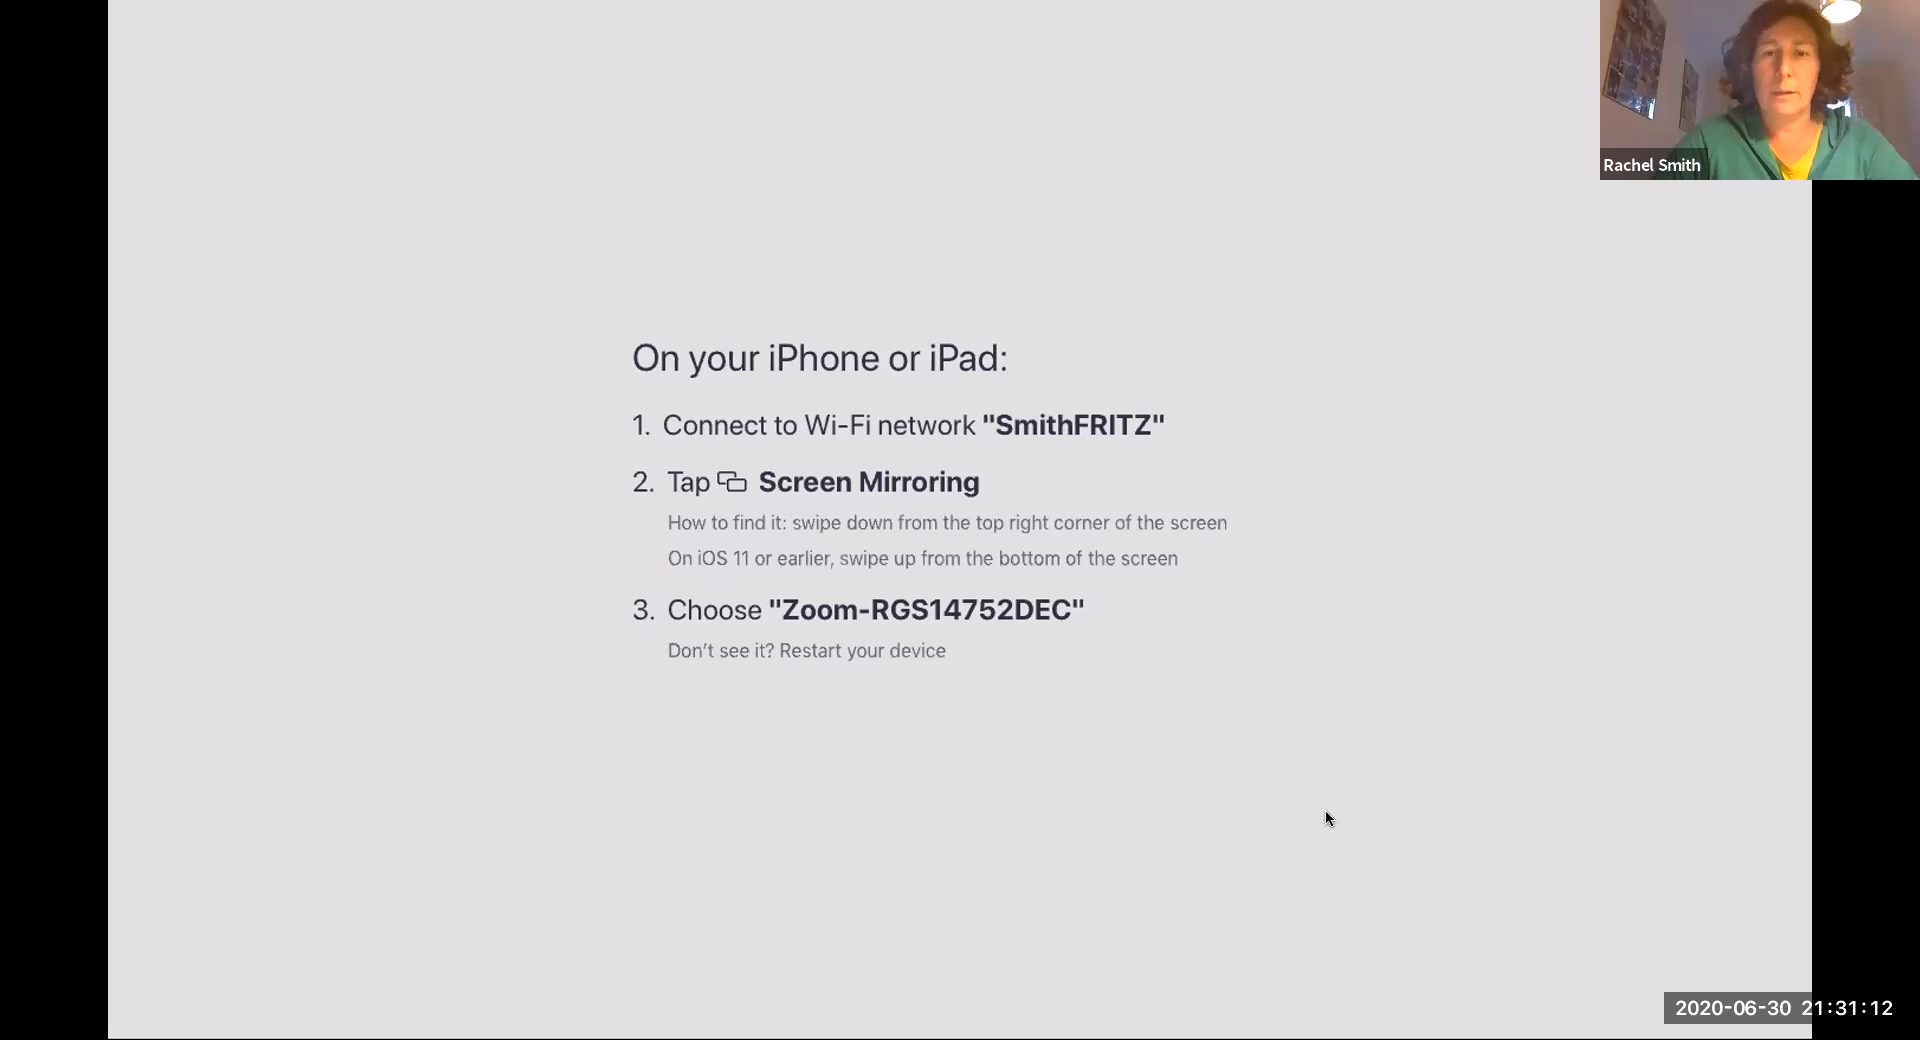 Rachel Smith
On your iPhone or iPad:
1. Connect to Wi-Fi network "SmithFRITZ"
2. Tap Screen Mirroring
How to find it: swipe down from the top right corner of the screen
On iOS 11 or earlier, swipe up from the bottom of the screen
3. Choose "Zoom-RGS14752DEC"
Don’t see it? Restart your device
2020-06-30 21:31:12